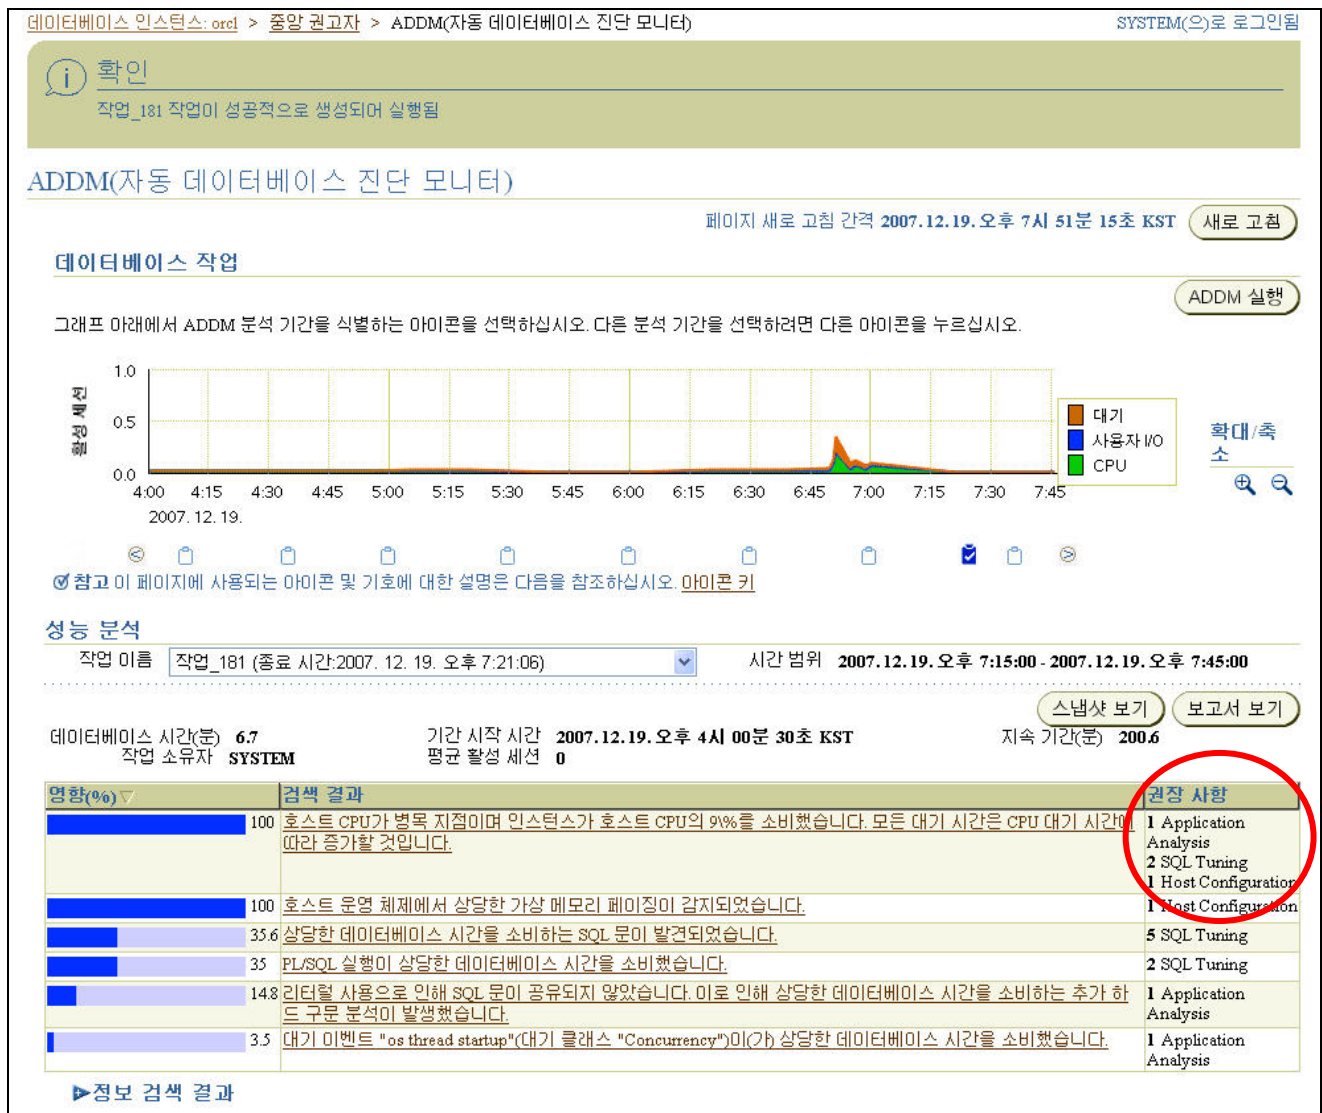 데이터베이스 인스턴스: orcl > 중앙 권고자 > ADDM(자동 데이터베이스 진단 모니터)
SYSTEM(으)로 로그인됨
확인
작업_181 작업이 성공적으로 생성되어 실행됨
ADDM(자동 데이터베이스 진단 모니터)
페이지 새로 고침 간격 2007.12.19. 오후 7시 51분 15초 KST
새로 고침
데이터베이스 작업
ADDM 실행
그래프 아래에서 ADDM 분석 기간을 식별하는 아이콘을 선택하십시오. 다른 분석 기간을 선택하려면 다른 아이콘을 누르십시오.
활성 세션
1.0
0.5
0.0
4:00 4:15 4:30 4:45 5:00 5:15 5:30 5:45 6:00 6:15 6:30 6:45 7:00 7:15 7:30 7:45
2007. 12. 19.
대기
사용자 I/O
CPU
확대/축
소
참고 이 페이지에 사용되는 아이콘 및 기호에 대한 설명은 다음을 참조하십시오. 아이콘 키
성능 분석
작업 이름 작업_181 (종료 시간:2007. 12. 19. 오후 7:21:06)
시간 범위 2007.12.19. 오후 7:15:00 - 2007.12.19. 오후 7:45:00
스냅샷 보기
보고서 보기
데이터베이스 시간(분) 6.7
기간 시작 시간 2007.12.19. 오후 4시 00분 30초 KST
지속 기간(분) 200.6
작업 소유자 SYSTEM
평균 활성 세션 0
영향(%) 검색 결과 권장 사항
100 호스트 CPU가 병목 지점이며 인스턴스가 호스트 CPU의 9\%를 소비했습니다. 모든 대기 시간은 CPU 대기 시간에
따라 증가할 것입니다.
1 Application
Analysis
2 SQL Tuning
1 Host Configuration
100 호스트 운영 체제에서 상당한 가상 메모리 페이징이 감지되었습니다.
1 Host Configuration
35.6 상당한 데이터베이스 시간을 소비하는 SQL 문이 발견되었습니다.
5 SQL Tuning
35 PL/SQL 실행이 상당한 데이터베이스 시간을 소비했습니다.
2 SQL Tuning
14.8 리터럴 사용으로 인해 SQL 문이 공유되지 않았습니다. 이로 인해 상당한 데이터베이스 시간을 소비하는 추가 하
드 구문 분석이 발생했습니다.
1 Application
Analysis
3.5 대기 이벤트 "os thread startup"(대기 클래스 "Concurrency")이(가) 상당한 데이터베이스 시간을 소비했습니다.
1 Application
Analysis
정보 검색 결과